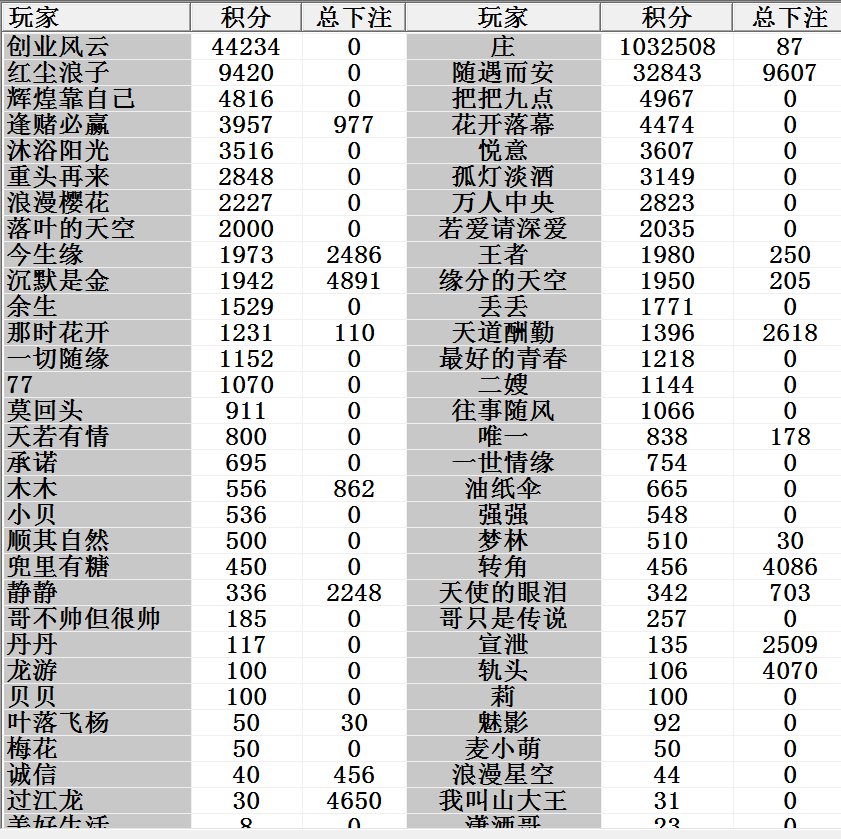 玩家 积分 总下注 玩家 积分 总下注
创业风云 44234 0 庄 1032508 87
红尘浪子 9420 0 随遇而安 32843 9607
辉煌靠自己 4816 0 把把九点 4967 0
逢赌必赢 3957 977 花开落幕 4474 0
沐浴阳光 3516 0 悦意 3607 0
重头再来 2848 0 孤灯淡酒 3149 0
浪漫樱花 2227 0 万人中央 2823 0
落叶的天空 2000 0 若爱请深爱 2035 0
今生缘 1973 2486 王者 1980 250
沉默是金 1942 4891 缘分的天空 1950 205
余生 1529 0 丢丢 1771 0
那时花开 1231 110 天道酬勤 1396 2618
一切随缘 1152 0 最好的青春 1218 0
77 1070 0 二嫂 1144 0
莫回头 911 0 往事随风 1066 0
天若有情 800 0 唯一 838 178
承诺 695 0 一世情缘 754 0
木木 556 862 油纸伞 665 0
小贝 536 0 强强 548 0
顺其自然 500 0 梦林 510 30
兜里有糖 450 0 转角 456 4086
静静 336 2248 天使的眼泪 342 703
哥不帅但很帅 185 0 哥只是传说 257 0
丹丹 117 0 宣泄 135 2509
龙游 100 0 轨头 106 4070
贝贝 100 0 莉 100 0
叶落飞杨 50 30 魅影 92 0
梅花 50 0 麦小萌 50 0
诚信 40 456 浪漫星空 44 0
过江龙 30 4650 我叫山大王 31 0
美好生活 8 0 潇洒哥 23 0